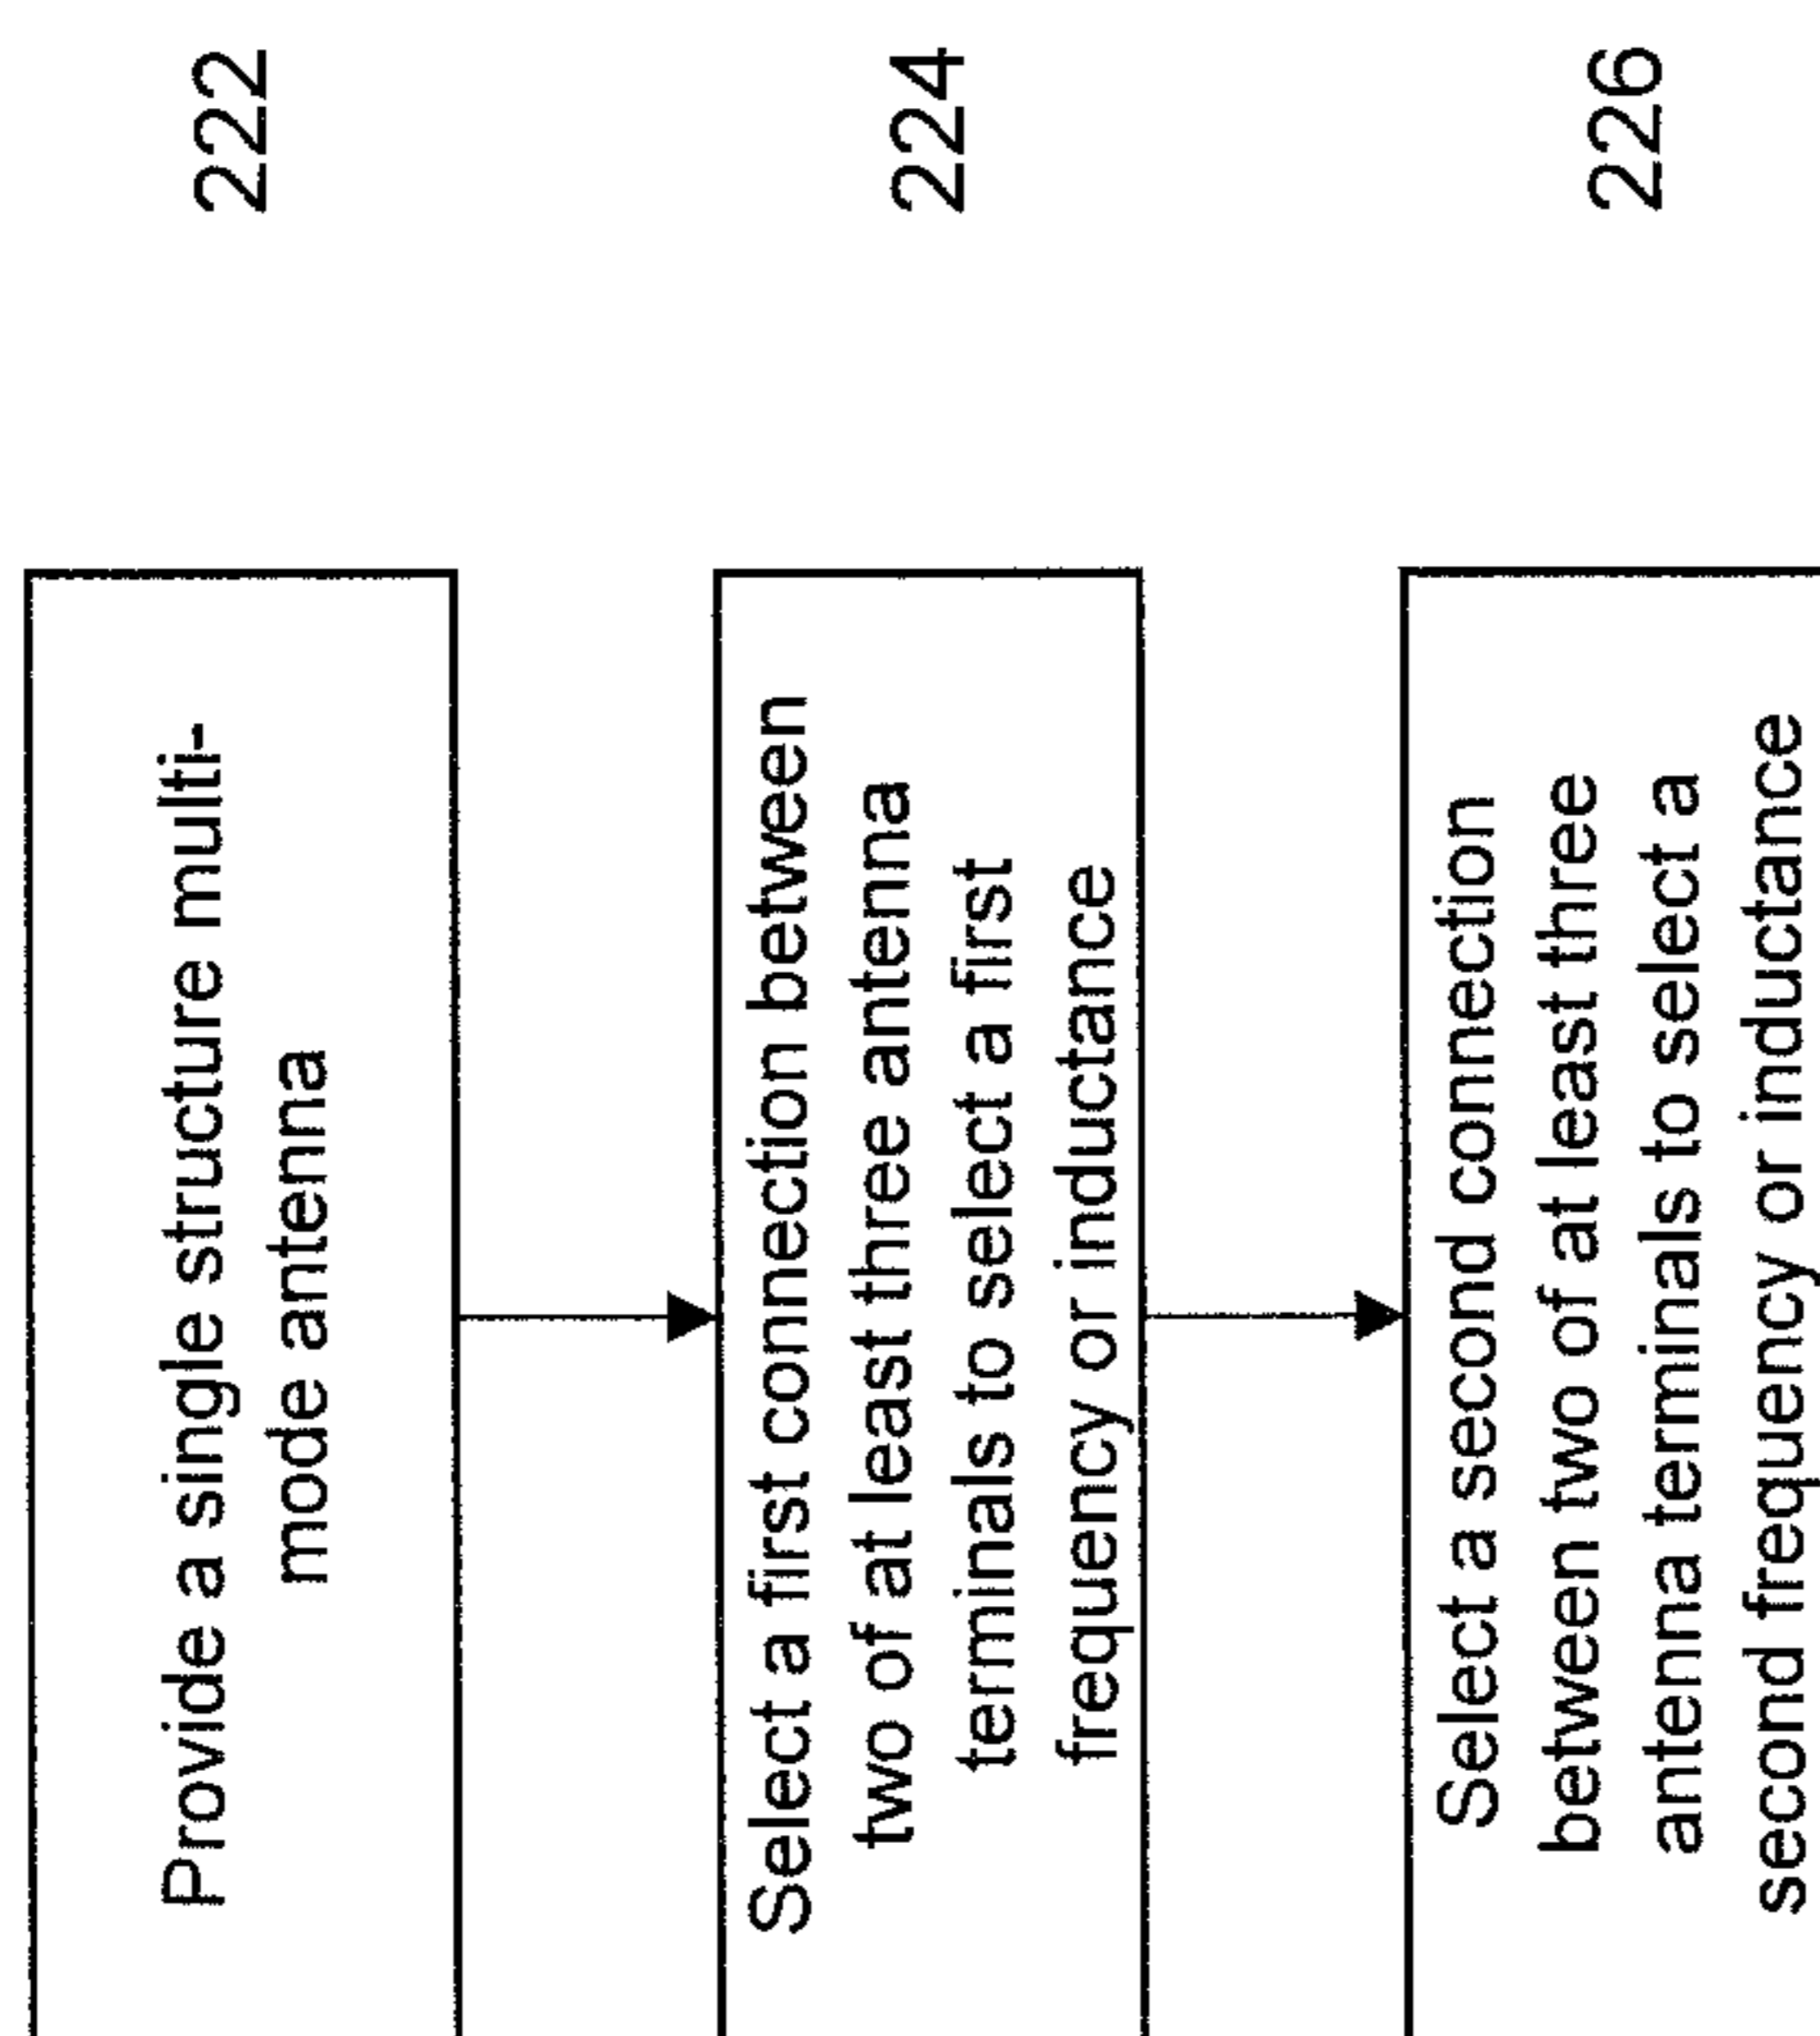 Provide a single structure multi-
mode antenna
222
Select a first connection between
two of at least three antenna
terminals to select a first
frequency or inductance
224
Select a second connection
between two of at least three
antenna terminals to select a
second frequency or inductance
226